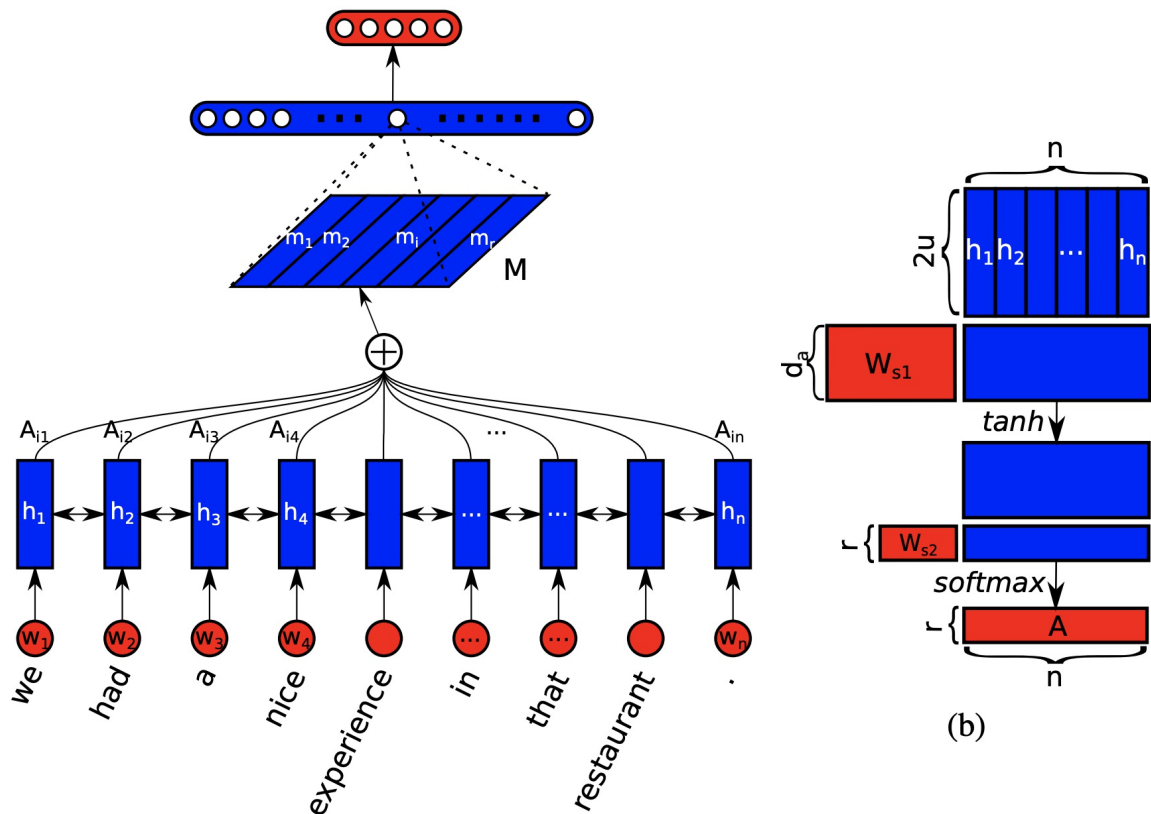 m1 m2 mi mr
M
Ai1 Ai2 Ai3 Ai4 ... Ain
h1 h2 h3 h4 ... ... hn
w1 w2 w3 w4 ... ... wn
we had a nice experience in that restaurant .
n
2u
h1 h2 ... hn
da
Ws1
tanh
r
Ws2
softmax
r
A
n
(b)